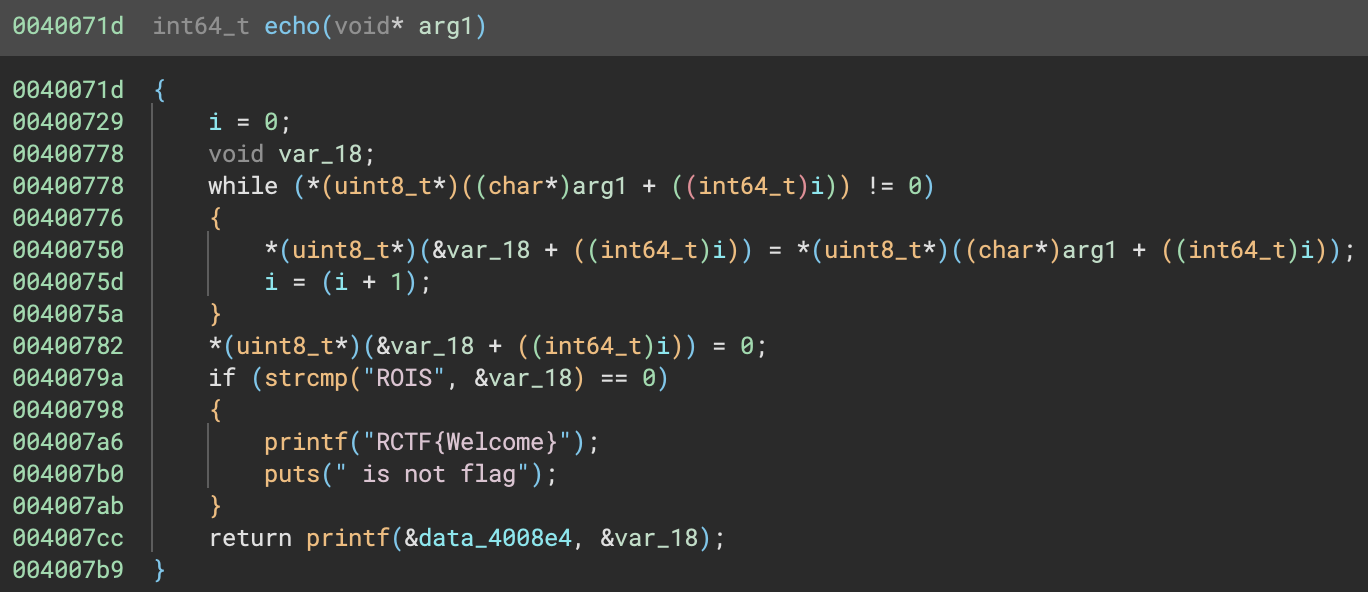 0040071d  int64_t echo(void* arg1)
0040071d  {
00400729      i = 0;
00400778      void var_18;
00400778      while (*(uint8_t*)((char*)arg1 + ((int64_t)i)) != 0)
00400776      {
00400750          *(uint8_t*)(&var_18 + ((int64_t)i)) = *(uint8_t*)((char*)arg1 + ((int64_t)i));
0040075d          i = (i + 1);
0040075a      }
00400782      *(uint8_t*)(&var_18 + ((int64_t)i)) = 0;
0040079a      if (strcmp("ROIS", &var_18) == 0)
00400798      {
004007a6          printf("RCTF{Welcome}");
004007b0          puts(" is not flag");
004007ab      }
004007cc      return printf(&data_4008e4, &var_18);
004007b9  }